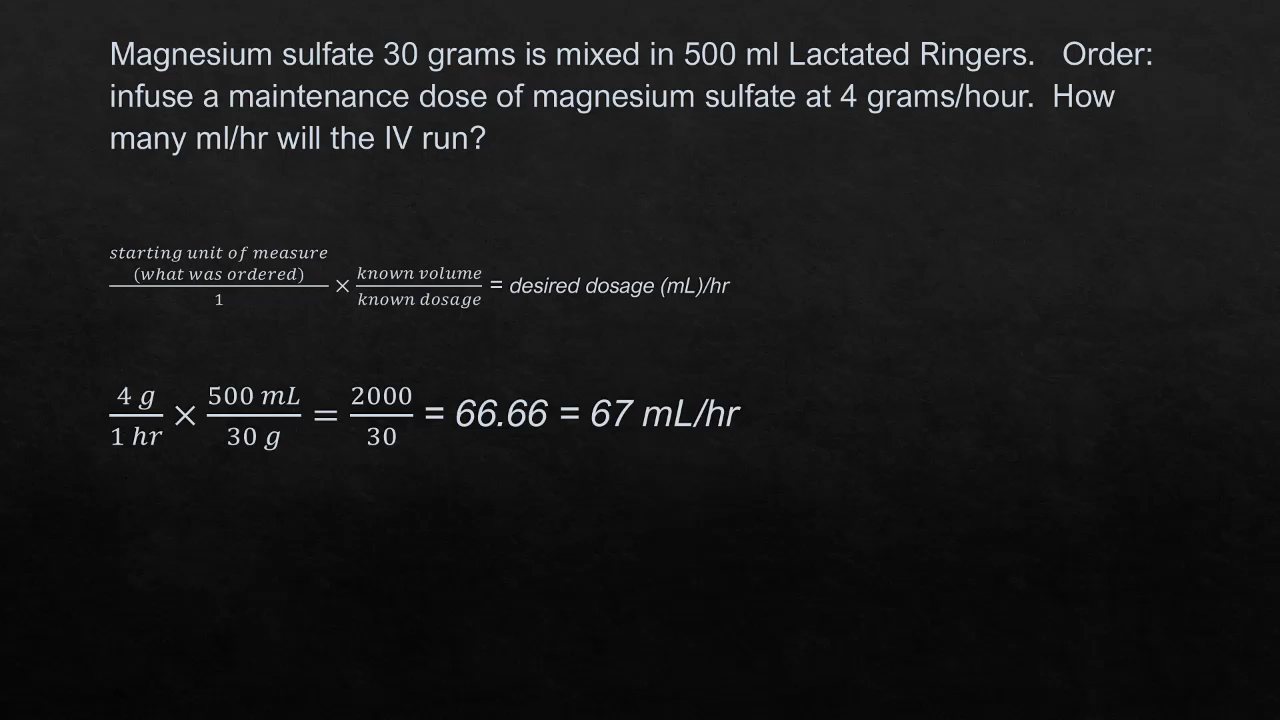 Magnesium sulfate 30 grams is mixed in 500 ml Lactated Ringers.   Order:
infuse a maintenance dose of magnesium sulfate at 4 grams/hour.  How
many ml/hr will the IV run?
starting unit of measure
(what was ordered)
1
× known volume
known dosage
= desired dosage (mL)/hr
4 g
1 hr
× 500 mL
30 g
= 2000
30
= 66.66 = 67 mL/hr